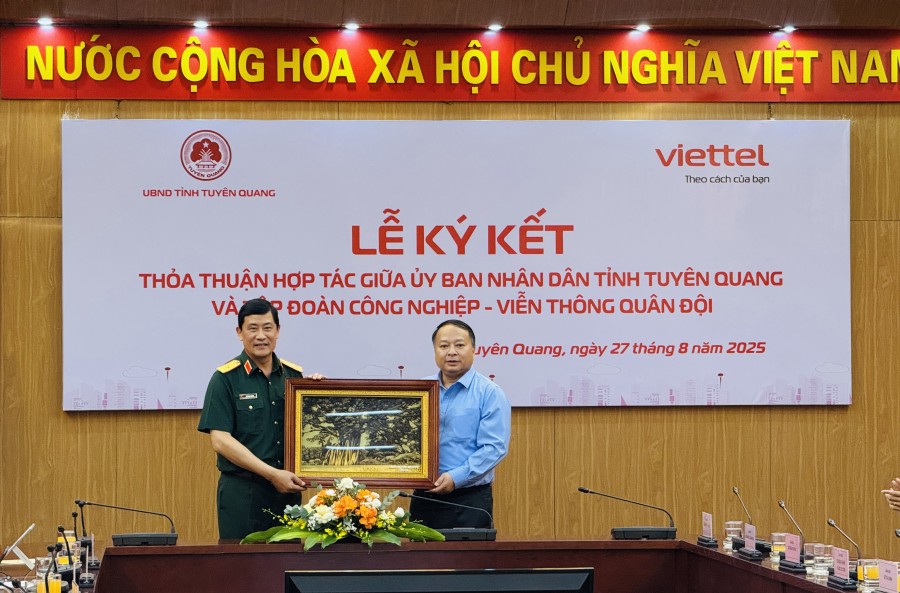 NƯỚC CỘNG HÒA XÃ HỘI CHỦ NGHĨA VIỆT NAM
TUYÊN QUANG
UBND TỈNH TUYÊN QUANG
viettel
Theo cách của bạn
LỄ KÝ KẾT
THỎA THUẬN HỢP TÁC GIỮA ỦY BAN NHÂN DÂN TỈNH TUYÊN QUANG
VÀ ĐOÀN CÔNG NGHIỆP - VIỄN THÔNG QUÂN ĐỘI
Quang, ngày 27 tháng 8 năm 2025